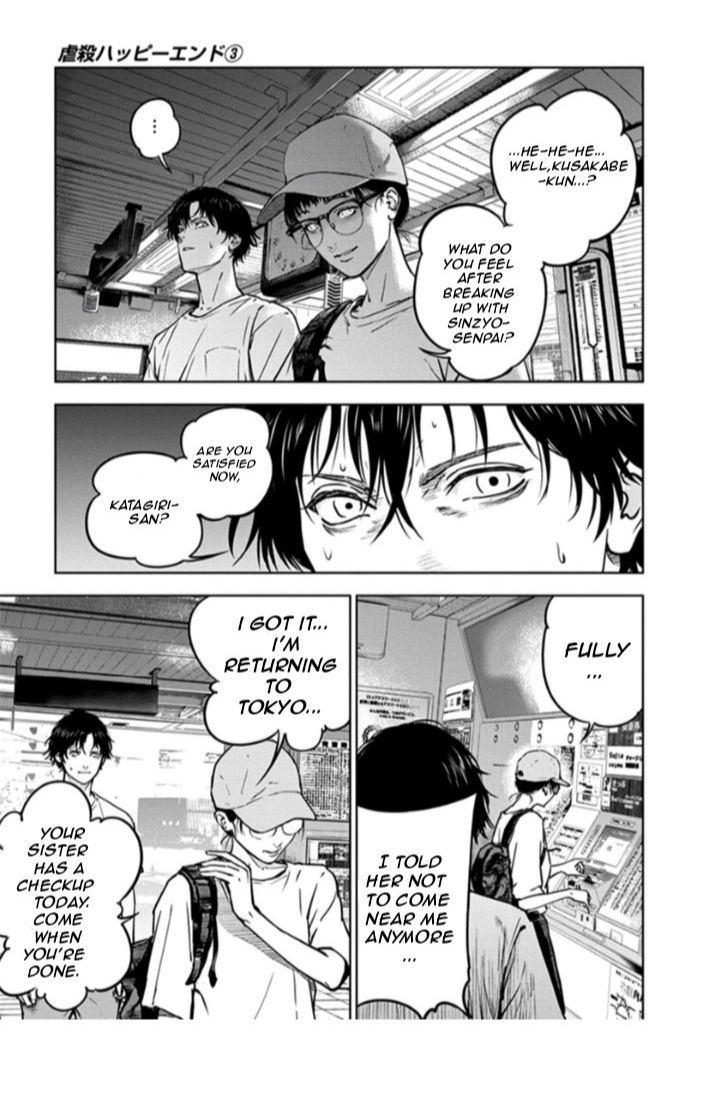 虐殺ハッピーエンド③
...HE-HE-HE...
WELL,KUSAKABE
-KUN...?
WHAT DO
YOU FEEL
AFTER
BREAKING
UP WITH
SINZYO-
SENPAI?
...
ARE YOU
SATISFIED
NOW,
KATAGIRI-
SAN?
FULLY
...
I TOLD
HER NOT
TO COME
NEAR ME
ANYMORE
...
I GOT IT...
I'M
RETURNING
TO
TOKYO...
YOUR
SISTER
HAS A
CHECKUP
TODAY.
COME
WHEN
YOU'RE
DONE.